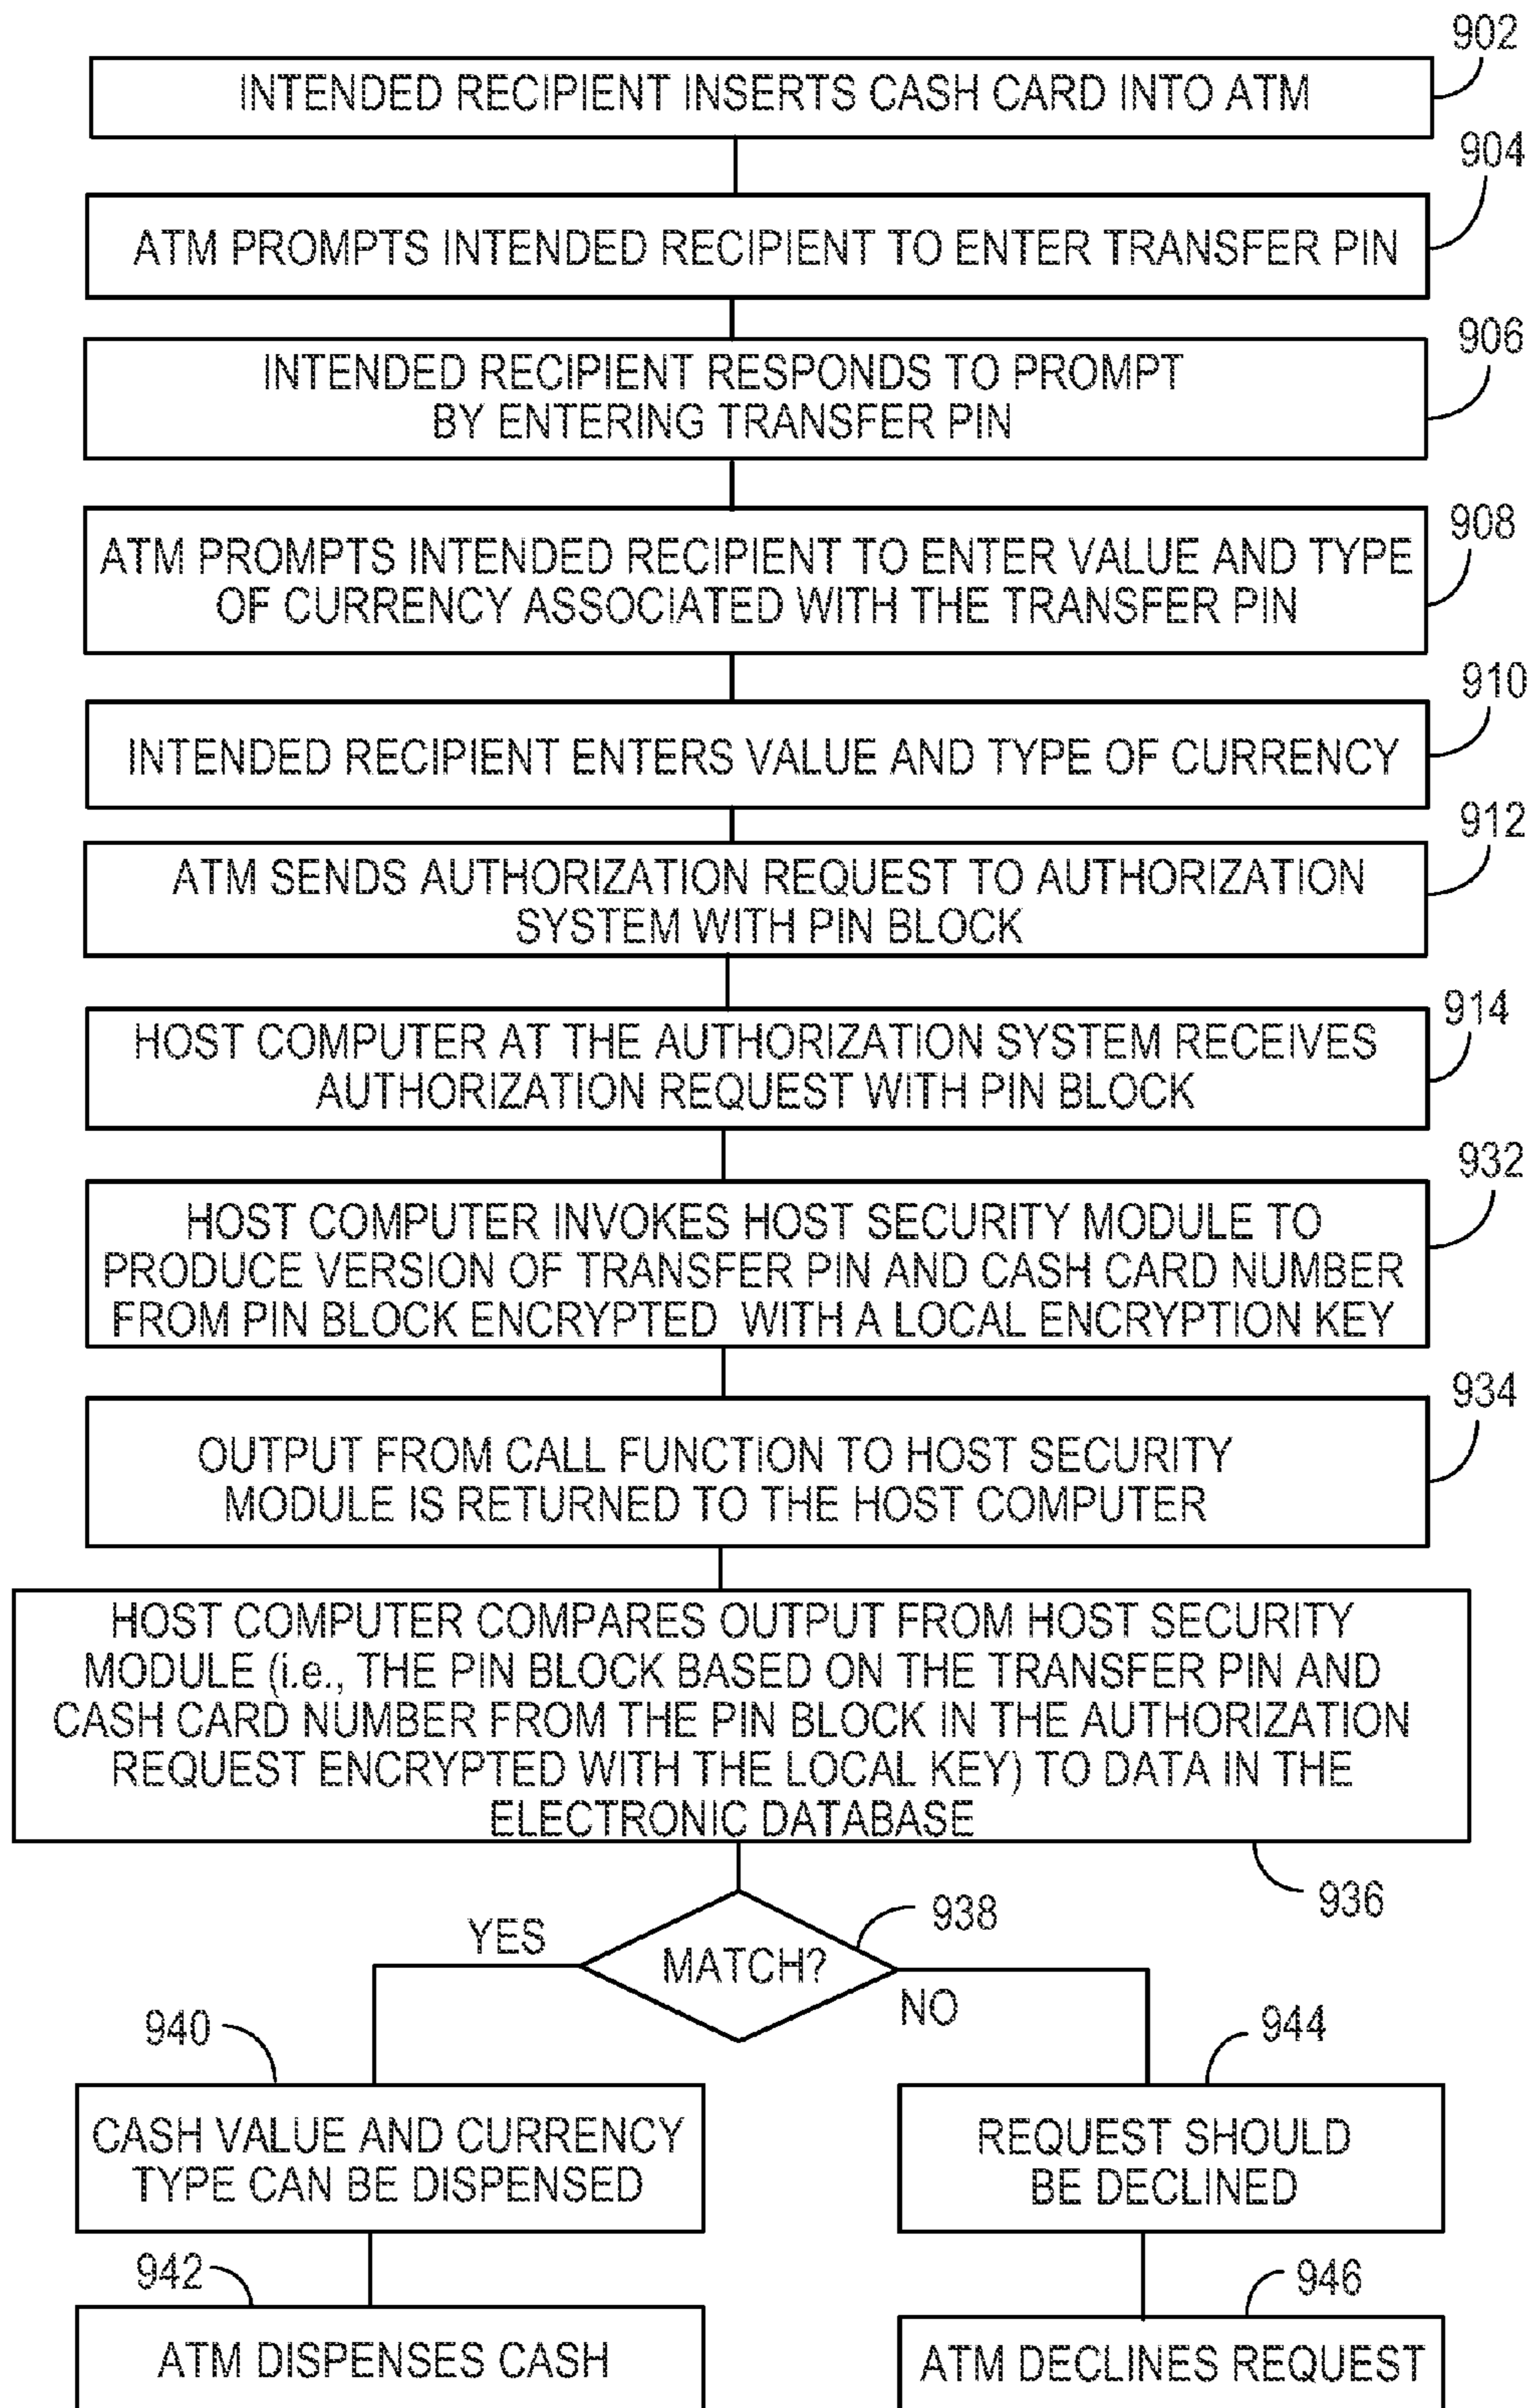 902
INTENDED RECIPIENT INSERTS CASH CARD INTO ATM
904
ATM PROMPTS INTENDED RECIPIENT TO ENTER TRANSFER PIN
906
INTENDED RECIPIENT RESPONDS TO PROMPT
BY ENTERING TRANSFER PIN
908
ATM PROMPTS INTENDED RECIPIENT TO ENTER VALUE AND TYPE
OF CURRENCY ASSOCIATED WITH THE TRANSFER PIN
910
INTENDED RECIPIENT ENTERS VALUE AND TYPE OF CURRENCY
912
ATM SENDS AUTHORIZATION REQUEST TO AUTHORIZATION
SYSTEM WITH PIN BLOCK
914
HOST COMPUTER AT THE AUTHORIZATION SYSTEM RECEIVES
AUTHORIZATION REQUEST WITH PIN BLOCK
932
HOST COMPUTER INVOKES HOST SECURITY MODULE TO
PRODUCE VERSION OF TRANSFER PIN AND CASH CARD NUMBER
FROM PIN BLOCK ENCRYPTED WITH A LOCAL ENCRYPTION KEY
934
OUTPUT FROM CALL FUNCTION TO HOST SECURITY
MODULE IS RETURNED TO THE HOST COMPUTER
HOST COMPUTER COMPARES OUTPUT FROM HOST SECURITY
MODULE (i.e., THE PIN BLOCK BASED ON THE TRANSFER PIN AND
CASH CARD NUMBER FROM THE PIN BLOCK IN THE AUTHORIZATION
REQUEST ENCRYPTED WITH THE LOCAL KEY) TO DATA IN THE
ELECTRONIC DATABASE
936
938
YES
MATCH?
NO
940
944
CASH VALUE AND CURRENCY
TYPE CAN BE DISPENSED
REQUEST SHOULD
BE DECLINED
942
946
ATM DISPENSES CASH
ATM DECLINES REQUEST